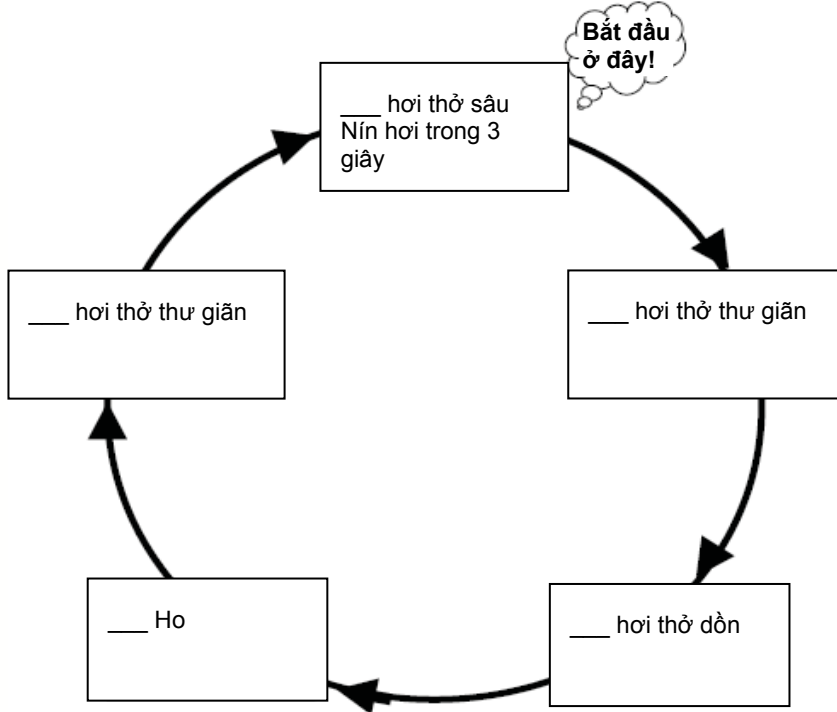 Bắt đầu
ở đây!
___ hơi thở sâu
Nín hơi trong 3
giây
___ hơi thở thư giãn
___ hơi thở dồn
___ Ho
___ hơi thở thư giãn